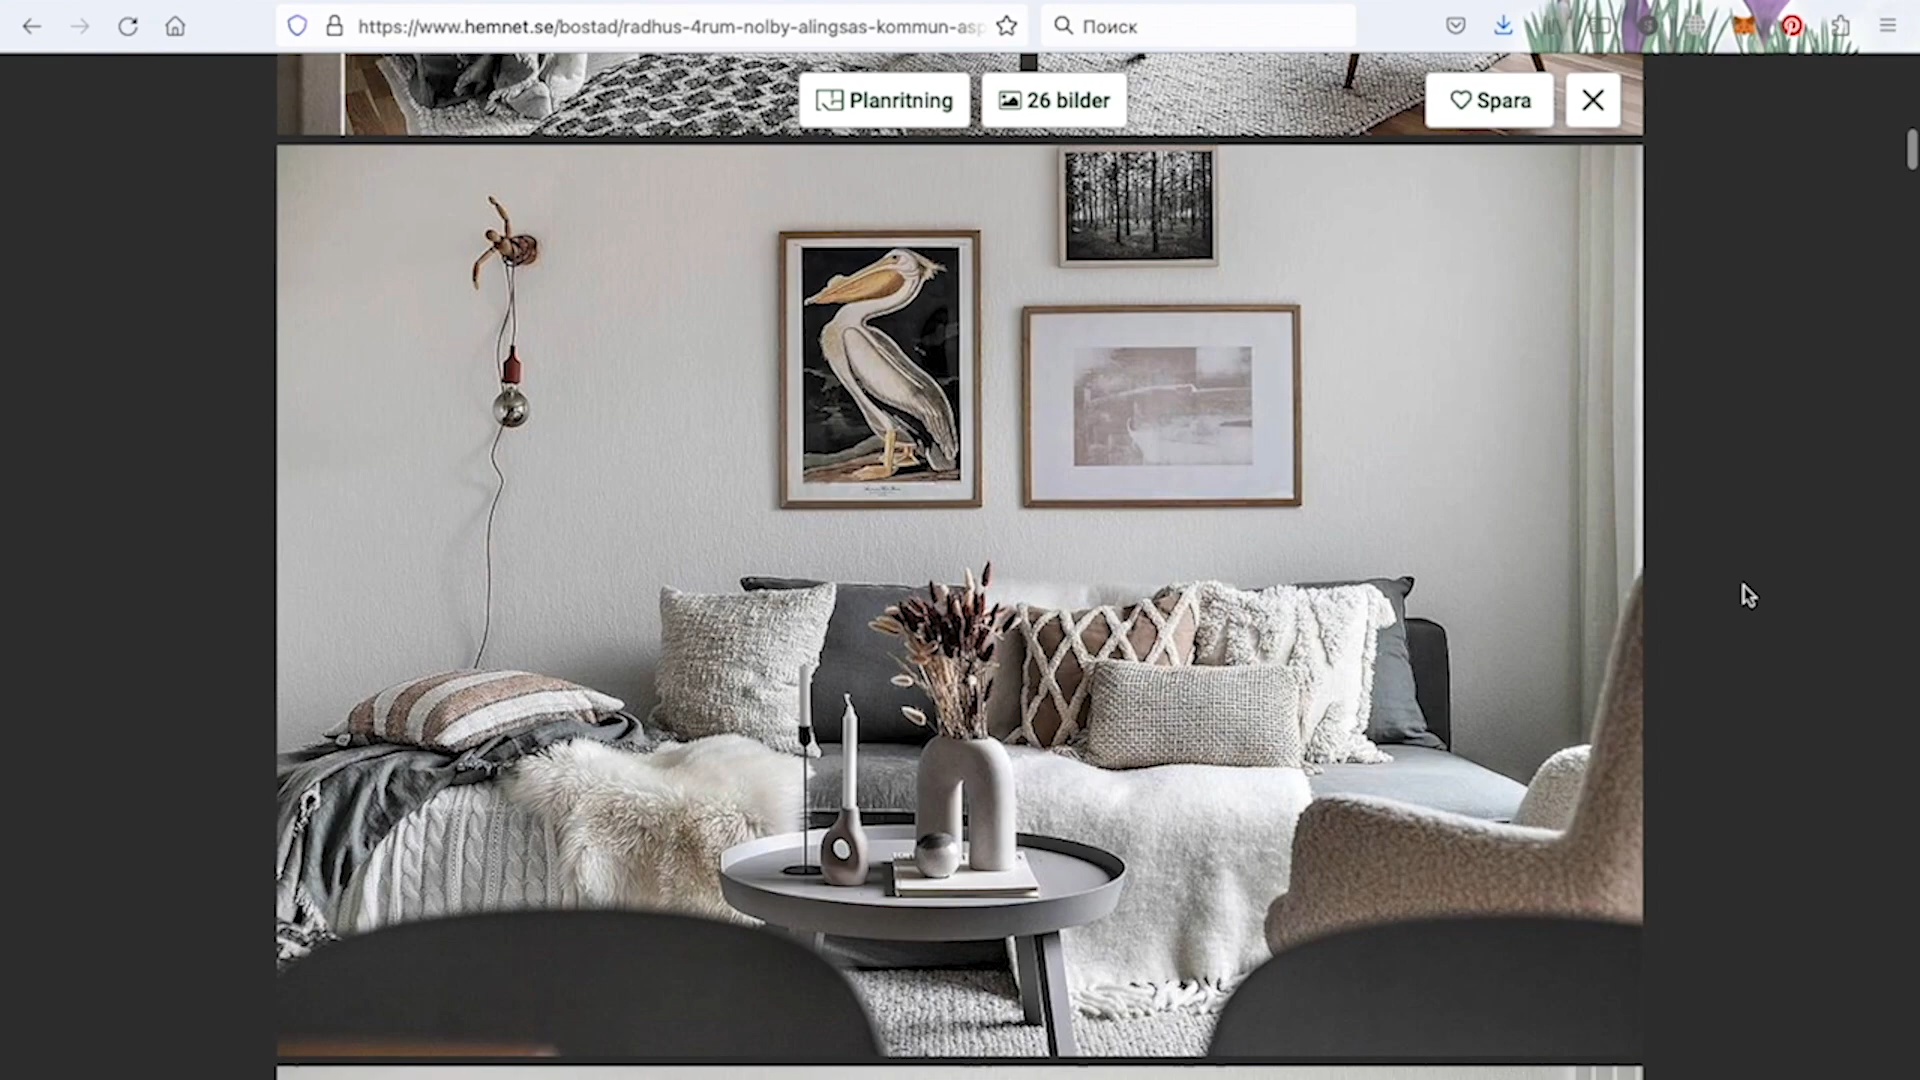 https://www.hemnet.se/bostad/radhus-4rum-nolby-alingsas-kommun-asp
Поиск
Planritning
26 bilder
Spara